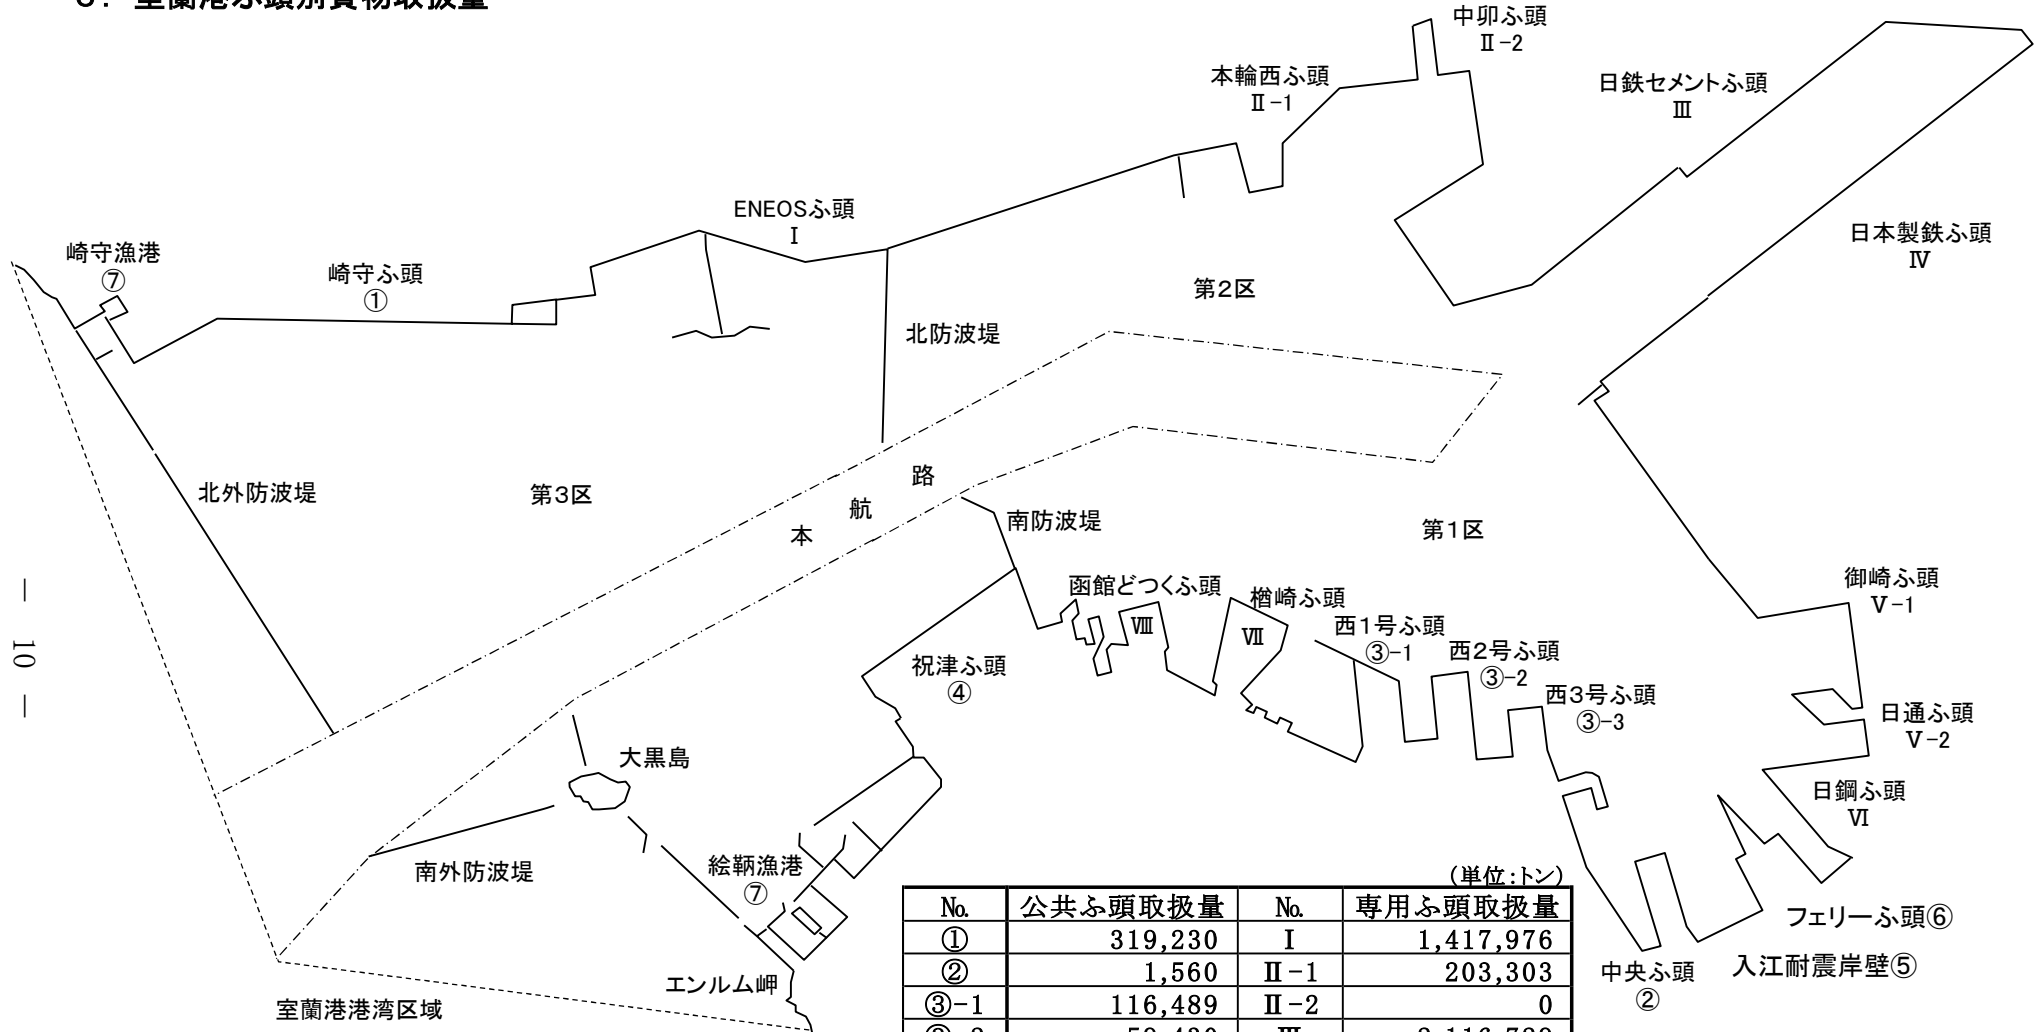 室蘭港ふ頭別貨物取扱量
中卯ふ頭
Ⅱ-2
本輪西ふ頭
Ⅱ-1
日鉄セメントふ頭
Ⅲ
ENEOSふ頭
Ⅰ
日本製鉄ふ頭
Ⅳ
崎守漁港
⑦
崎守ふ頭
①
第2区
北防波堤
北外防波堤
第3区
本航路
南防波堤
第1区
函館どつくふ頭
Ⅷ
楢崎ふ頭
Ⅶ
西1号ふ頭
③-1
西2号ふ頭
③-2
西3号ふ頭
③-3
御崎ふ頭
Ⅴ-1
日通ふ頭
Ⅴ-2
日鋼ふ頭
Ⅵ
祝津ふ頭
④
大黒島
南外防波堤
絵鞆漁港
⑦
エンルム岬
室蘭港港湾区域
フェリーふ頭⑥
入江耐震岸壁⑤
中央ふ頭
②
(単位:トン)
№ 公共ふ頭取扱量 № 専用ふ頭取扱量
① 319,230 Ⅰ 1,417,976
② 1,560 Ⅱ-1 203,303
③-1 116,489 Ⅱ-2 0
― 10 ―